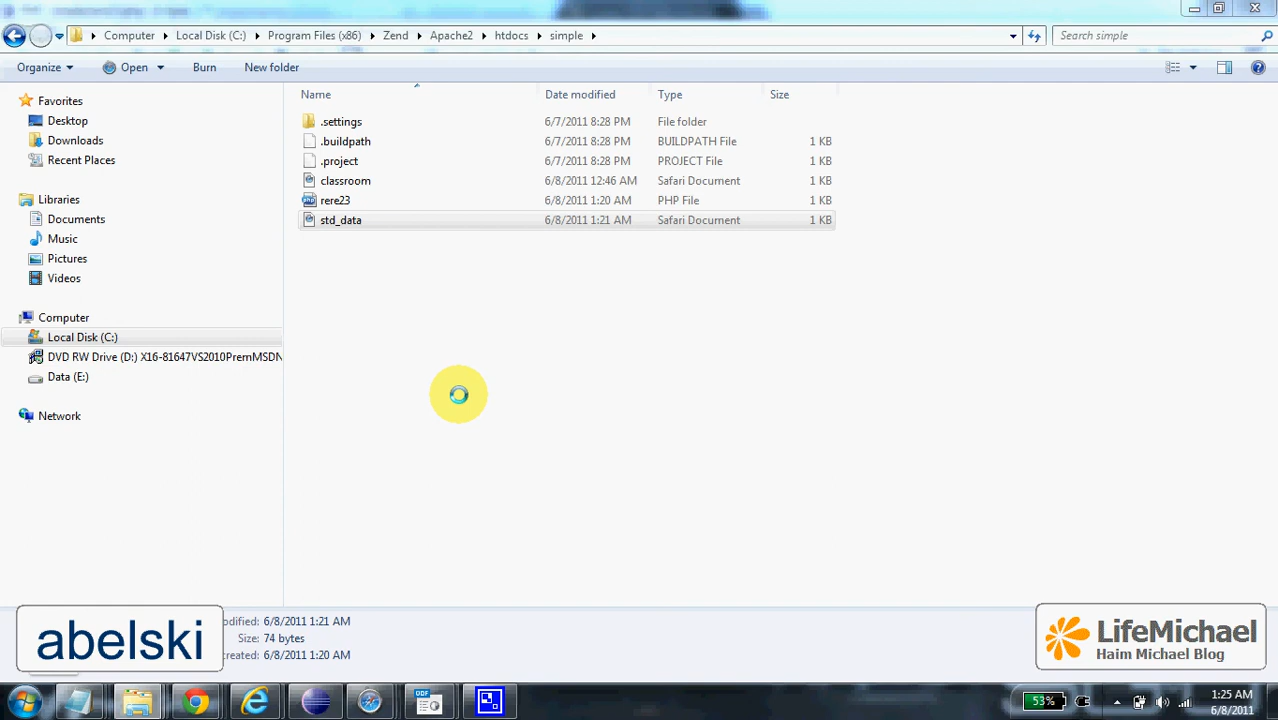 Computer Local Disk (C:) Program Files (x86) Zend Apache2 htdocs simple Search simple
Organize Open Burn New folder
Name Date modified Type Size
Favorites
Desktop
Downloads
Recent Places
Libraries
Documents
Music
Pictures
Videos
Computer
Local Disk (C:)
DVD RW Drive (D:) X16-81647VS2010PremMSDN
Data (E:)
Network
.settings 6/7/2011 8:28 PM File folder
.buildpath 6/7/2011 8:28 PM BUILDPATH File 1 KB
.project 6/7/2011 8:28 PM PROJECT File 1 KB
classroom 6/8/2011 12:46 AM Safari Document 1 KB
rere23 6/8/2011 1:20 AM PHP File 1 KB
std_data 6/8/2011 1:21 AM Safari Document 1 KB
odified: 6/8/2011 1:21 AM
Size: 74 bytes
created: 6/8/2011 1:20 AM
abelski
LifeMichael
Haim Michael Blog
ODF
53%
1:25 AM
6/8/2011